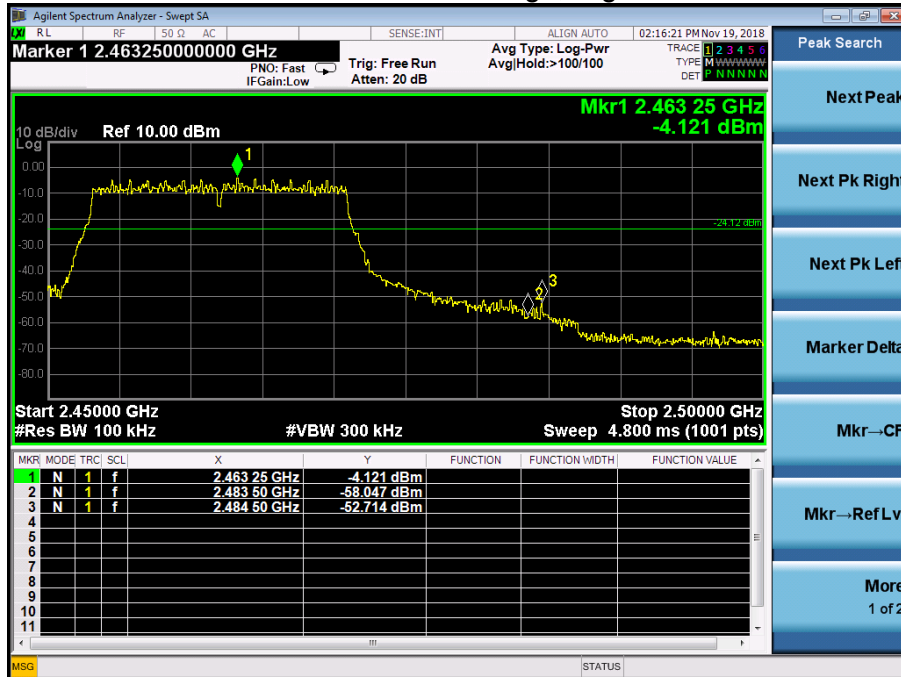 Agilent Spectrum Analyzer - Swept SA
RL RF 50 Ω AC SENSE:INT ALIGN AUTO 02:16:21 PM Nov 19, 2018
Marker 1 2.463250000000 GHz
PNO: Fast
IFGain:Low
Trig: Free Run
Atten: 20 dB
Avg Type: Log-Pwr
Avg|Hold:>100/100
TRACE 1 2 3 4 5 6
TYPE M WWWWW
DET P N N N N N
Peak Search
Mkr1 2.463 25 GHz
-4.121 dBm
10 dB/div Ref 10.00 dBm
Log
0.00
-10.0
-20.0
-30.0
-40.0
-50.0
-60.0
-70.0
-80.0
1
-24.12 dBm
2
3
Start 2.45000 GHz Stop 2.50000 GHz
#Res BW 100 kHz #VBW 300 kHz Sweep 4.800 ms (1001 pts)
MKR MODE TRC SCL X Y FUNCTION FUNCTION WIDTH FUNCTION VALUE
1 N 1 f 2.463 25 GHz -4.121 dBm
2 N 1 f 2.483 50 GHz -58.047 dBm
3 N 1 f 2.484 50 GHz -52.714 dBm
4
5
6
7
8
9
10
11
MSG STATUS
Next Peak
Next Pk Right
Next Pk Left
Marker Delta
Mkr→CF
Mkr→Ref Lv
More
1 of 2